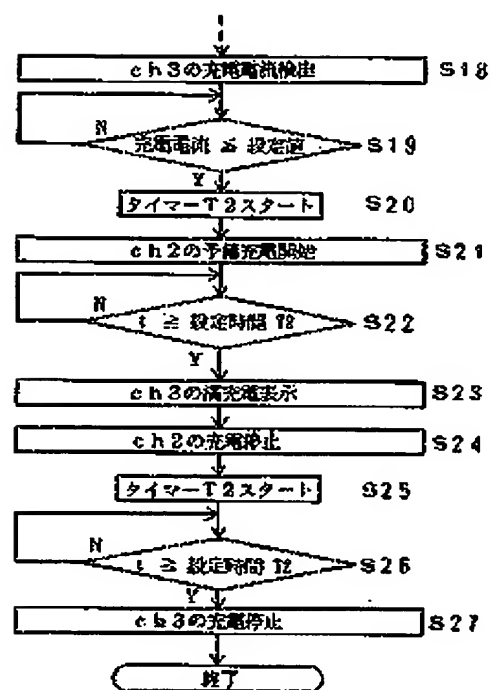 ch3の充電電流検出 S18
N
充電電流 ≦ 設定値 S19
Y
タイマーT2スタート S20
ch2の予備充電開始 S21
N
t ≧ 設定時間 T2 S22
Y
ch3の満充電表示 S23
ch2の充電停止 S24
タイマーT2スタート S25
N
t ≧ 設定時間 T2 S26
Y
ch3の充電停止 S27
終了